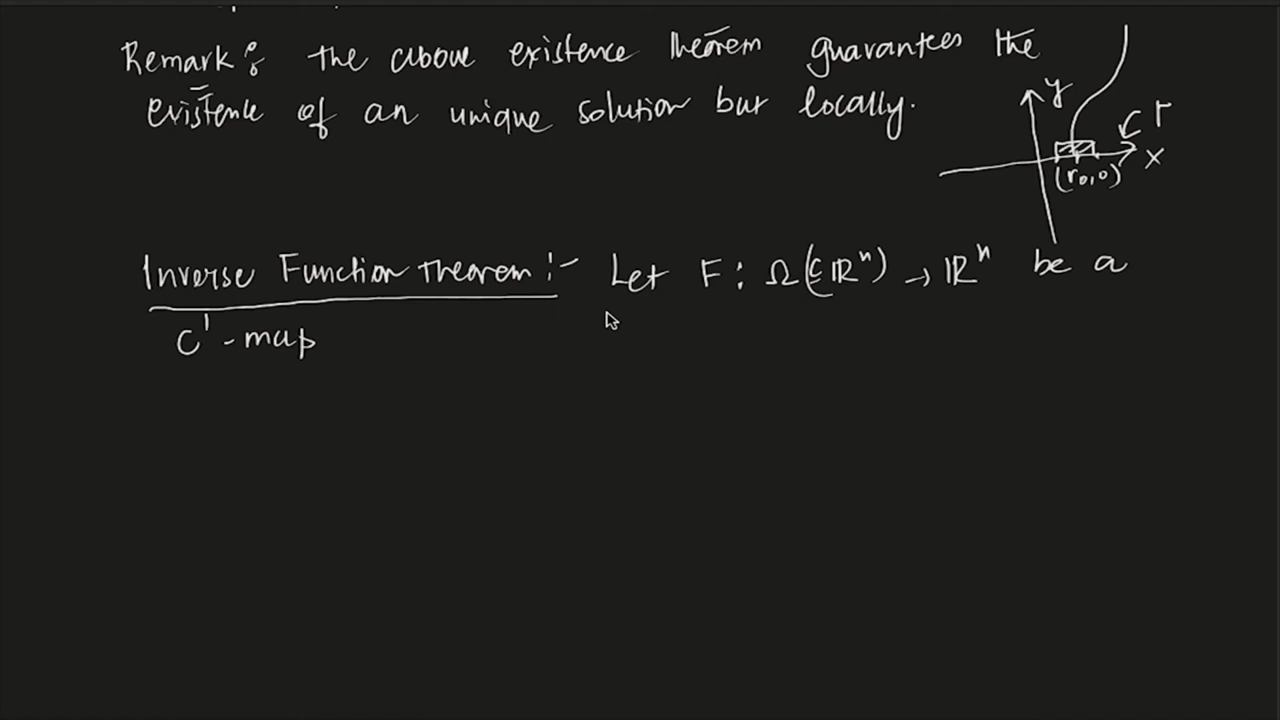 Remark: the above existence theorem guarantees the
existence of an unique solution but locally.
y
Γ
x
(r₀,0)
Inverse Function Theorem :- Let F : Ω(⊆ℝⁿ) → ℝⁿ be a
C¹-map